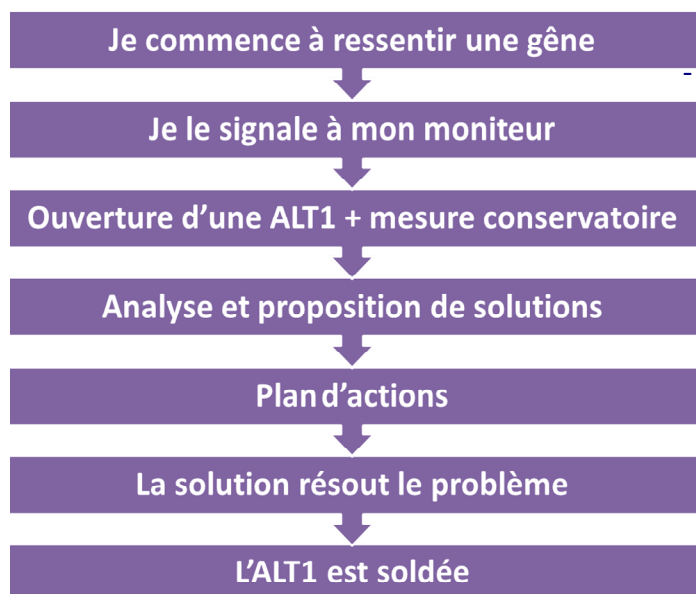 Je commence à ressentir une gêne
Je le signale à mon moniteur
Ouverture d’une ALT1 + mesure conservatoire
Analyse et proposition de solutions
Plan d’actions
La solution résout le problème
L’ALT1 est soldée